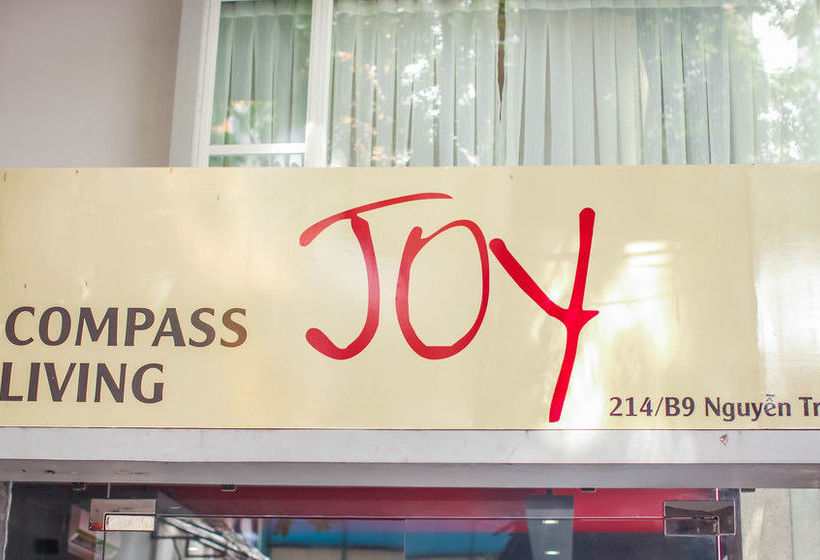 COMPASS
LIVING
JOY
214/B9 Nguyễn